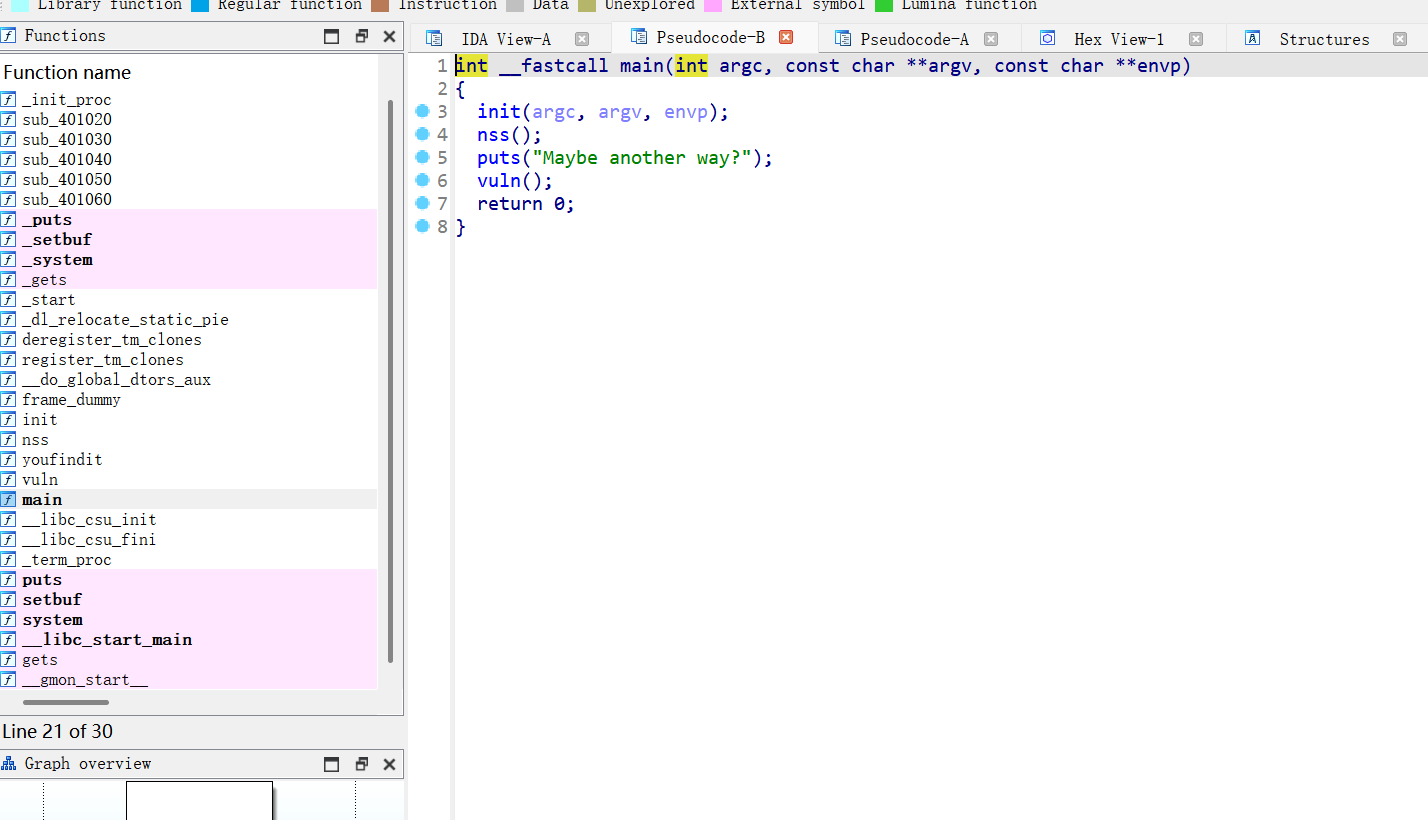 Library function Regular function Instruction Data Unexplored External symbol Lumina function
Functions
Function name
_init_proc
sub_401020
sub_401030
sub_401040
sub_401050
sub_401060
_puts
_setbuf
_system
_gets
_start
_dl_relocate_static_pie
deregister_tm_clones
register_tm_clones
__do_global_dtors_aux
frame_dummy
init
nss
youfindit
vuln
main
__libc_csu_init
__libc_csu_fini
_term_proc
puts
setbuf
system
__libc_start_main
gets
__gmon_start__
Line 21 of 30
Graph overview
IDA View-A Pseudocode-B Pseudocode-A Hex View-1 Structures
1 int __fastcall main(int argc, const char **argv, const char **envp)
2 {
3 init(argc, argv, envp);
4 nss();
5 puts("Maybe another way?");
6 vuln();
7 return 0;
8 }